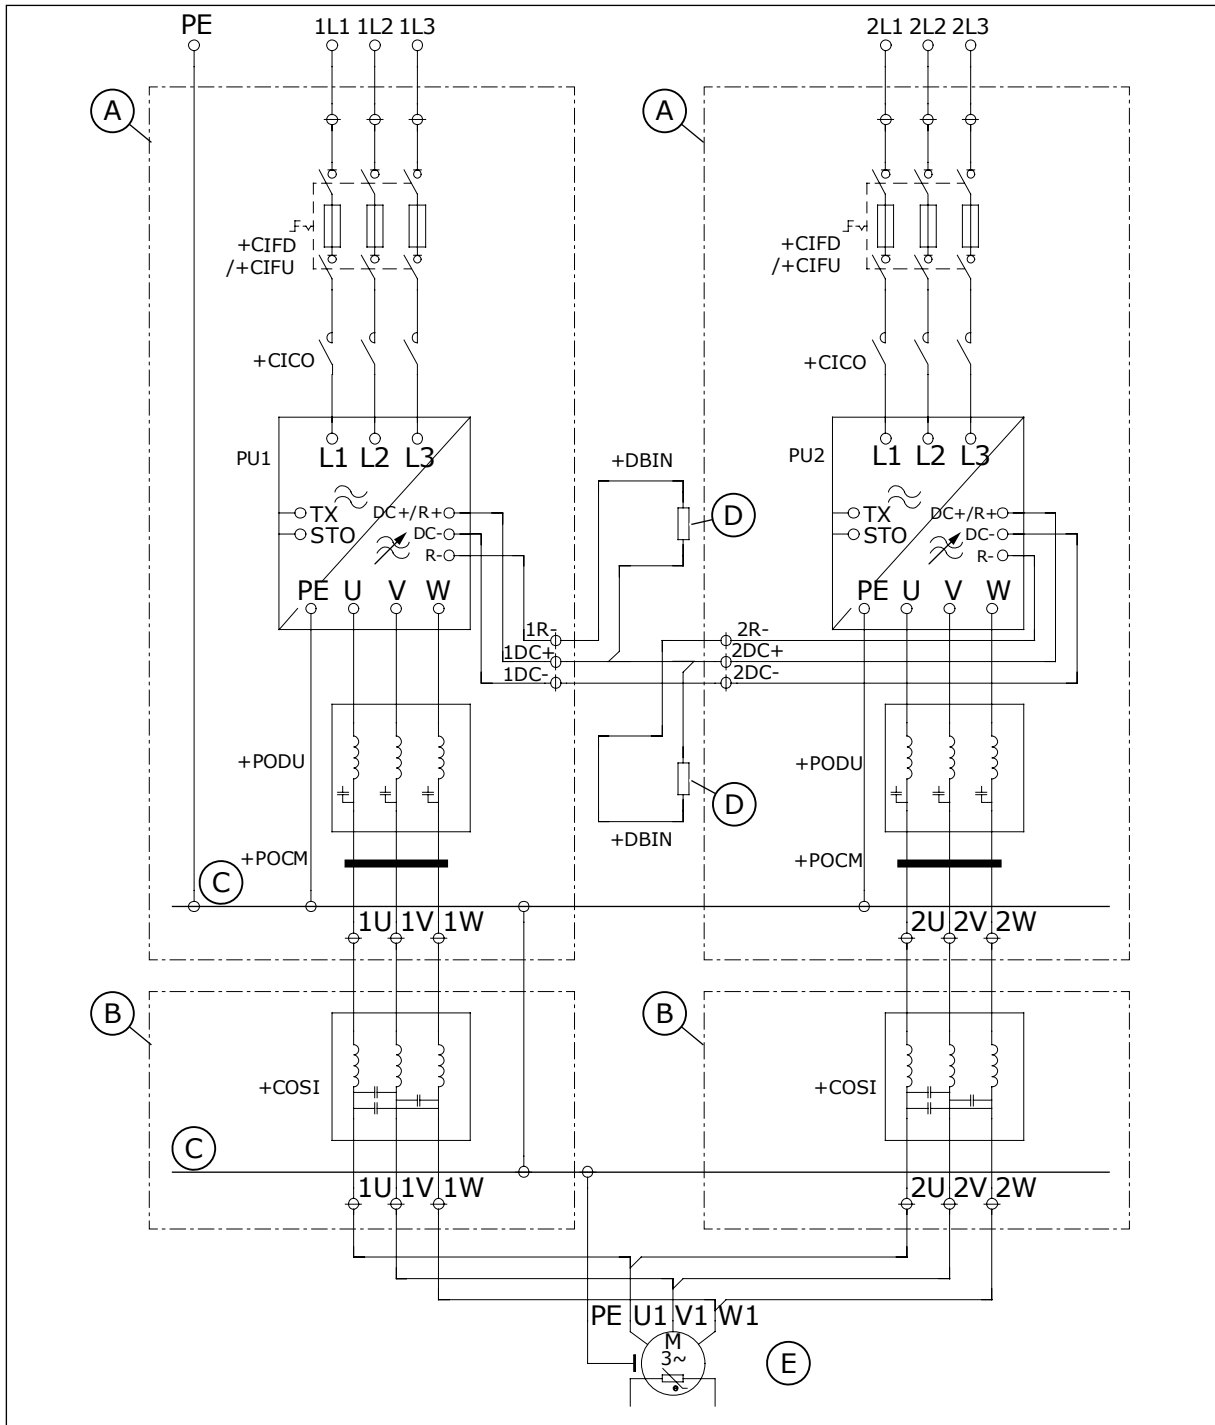 PE 1L1 1L2 1L3 2L1 2L2 2L3
A A
+CIFD +CIFD
/+CIFU /+CIFU
+CICO +CICO
PU1 L1 L2 L3 +DBIN PU2 L1 L2 L3
TX DC+/R+ D TX DC+/R+
STO DC- STO DC-
R- R-
PE U V W PE U V W
1R- 2R-
1DC+ 2DC+
1DC- 2DC-
+PODU +PODU
D
+DBIN
+POCM +POCM
C
1U 1V 1W 2U 2V 2W
B B
+COSI +COSI
C
1U 1V 1W 2U 2V 2W
PE U1 V1 W1
M
3~ E